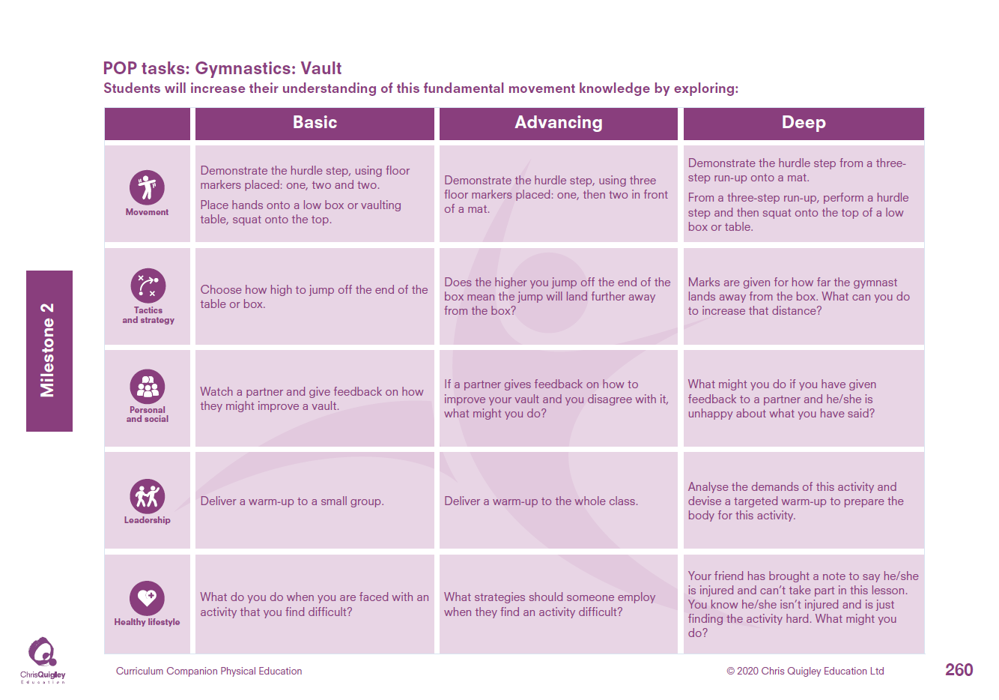 POP tasks: Gymnastics: Vault
Students will increase their understanding of this fundamental movement knowledge by exploring:
Basic
Advancing
Deep
Movement
Demonstrate the hurdle step, using floor
markers placed: one, two and two.
Place hands onto a low box or vaulting
table, squat onto the top.
Demonstrate the hurdle step, using three
floor markers placed: one, then two in front
of a mat.
Demonstrate the hurdle step from a three-
step run-up onto a mat.
From a three-step run-up, perform a hurdle
step and then squat onto the top of a low
box or table.
Tactics
and strategy
Choose how high to jump off the end of the
table or box.
Does the higher you jump off the end of the
box mean the jump will land further away
from the box?
Marks are given for how far the gymnast
lands away from the box. What can you do
to increase that distance?
Personal
and social
Watch a partner and give feedback on how
they might improve a vault.
If a partner gives feedback on how to
improve your vault and you disagree with it,
what might you do?
What might you do if you have given
feedback to a partner and he/she is
unhappy about what you have said?
Leadership
Deliver a warm-up to a small group.
Deliver a warm-up to the whole class.
Analyse the demands of this activity and
devise a targeted warm-up to prepare the
body for this activity.
Healthy lifestyle
What do you do when you are faced with an
activity that you find difficult?
What strategies should someone employ
when they find an activity difficult?
Your friend has brought a note to say he/she
is injured and can't take part in this lesson.
You know he/she isn't injured and is just
finding the activity hard. What might you
do?
Milestone 2
ChrisQuigley
Education
Curriculum Companion Physical Education
© 2020 Chris Quigley Education Ltd
260